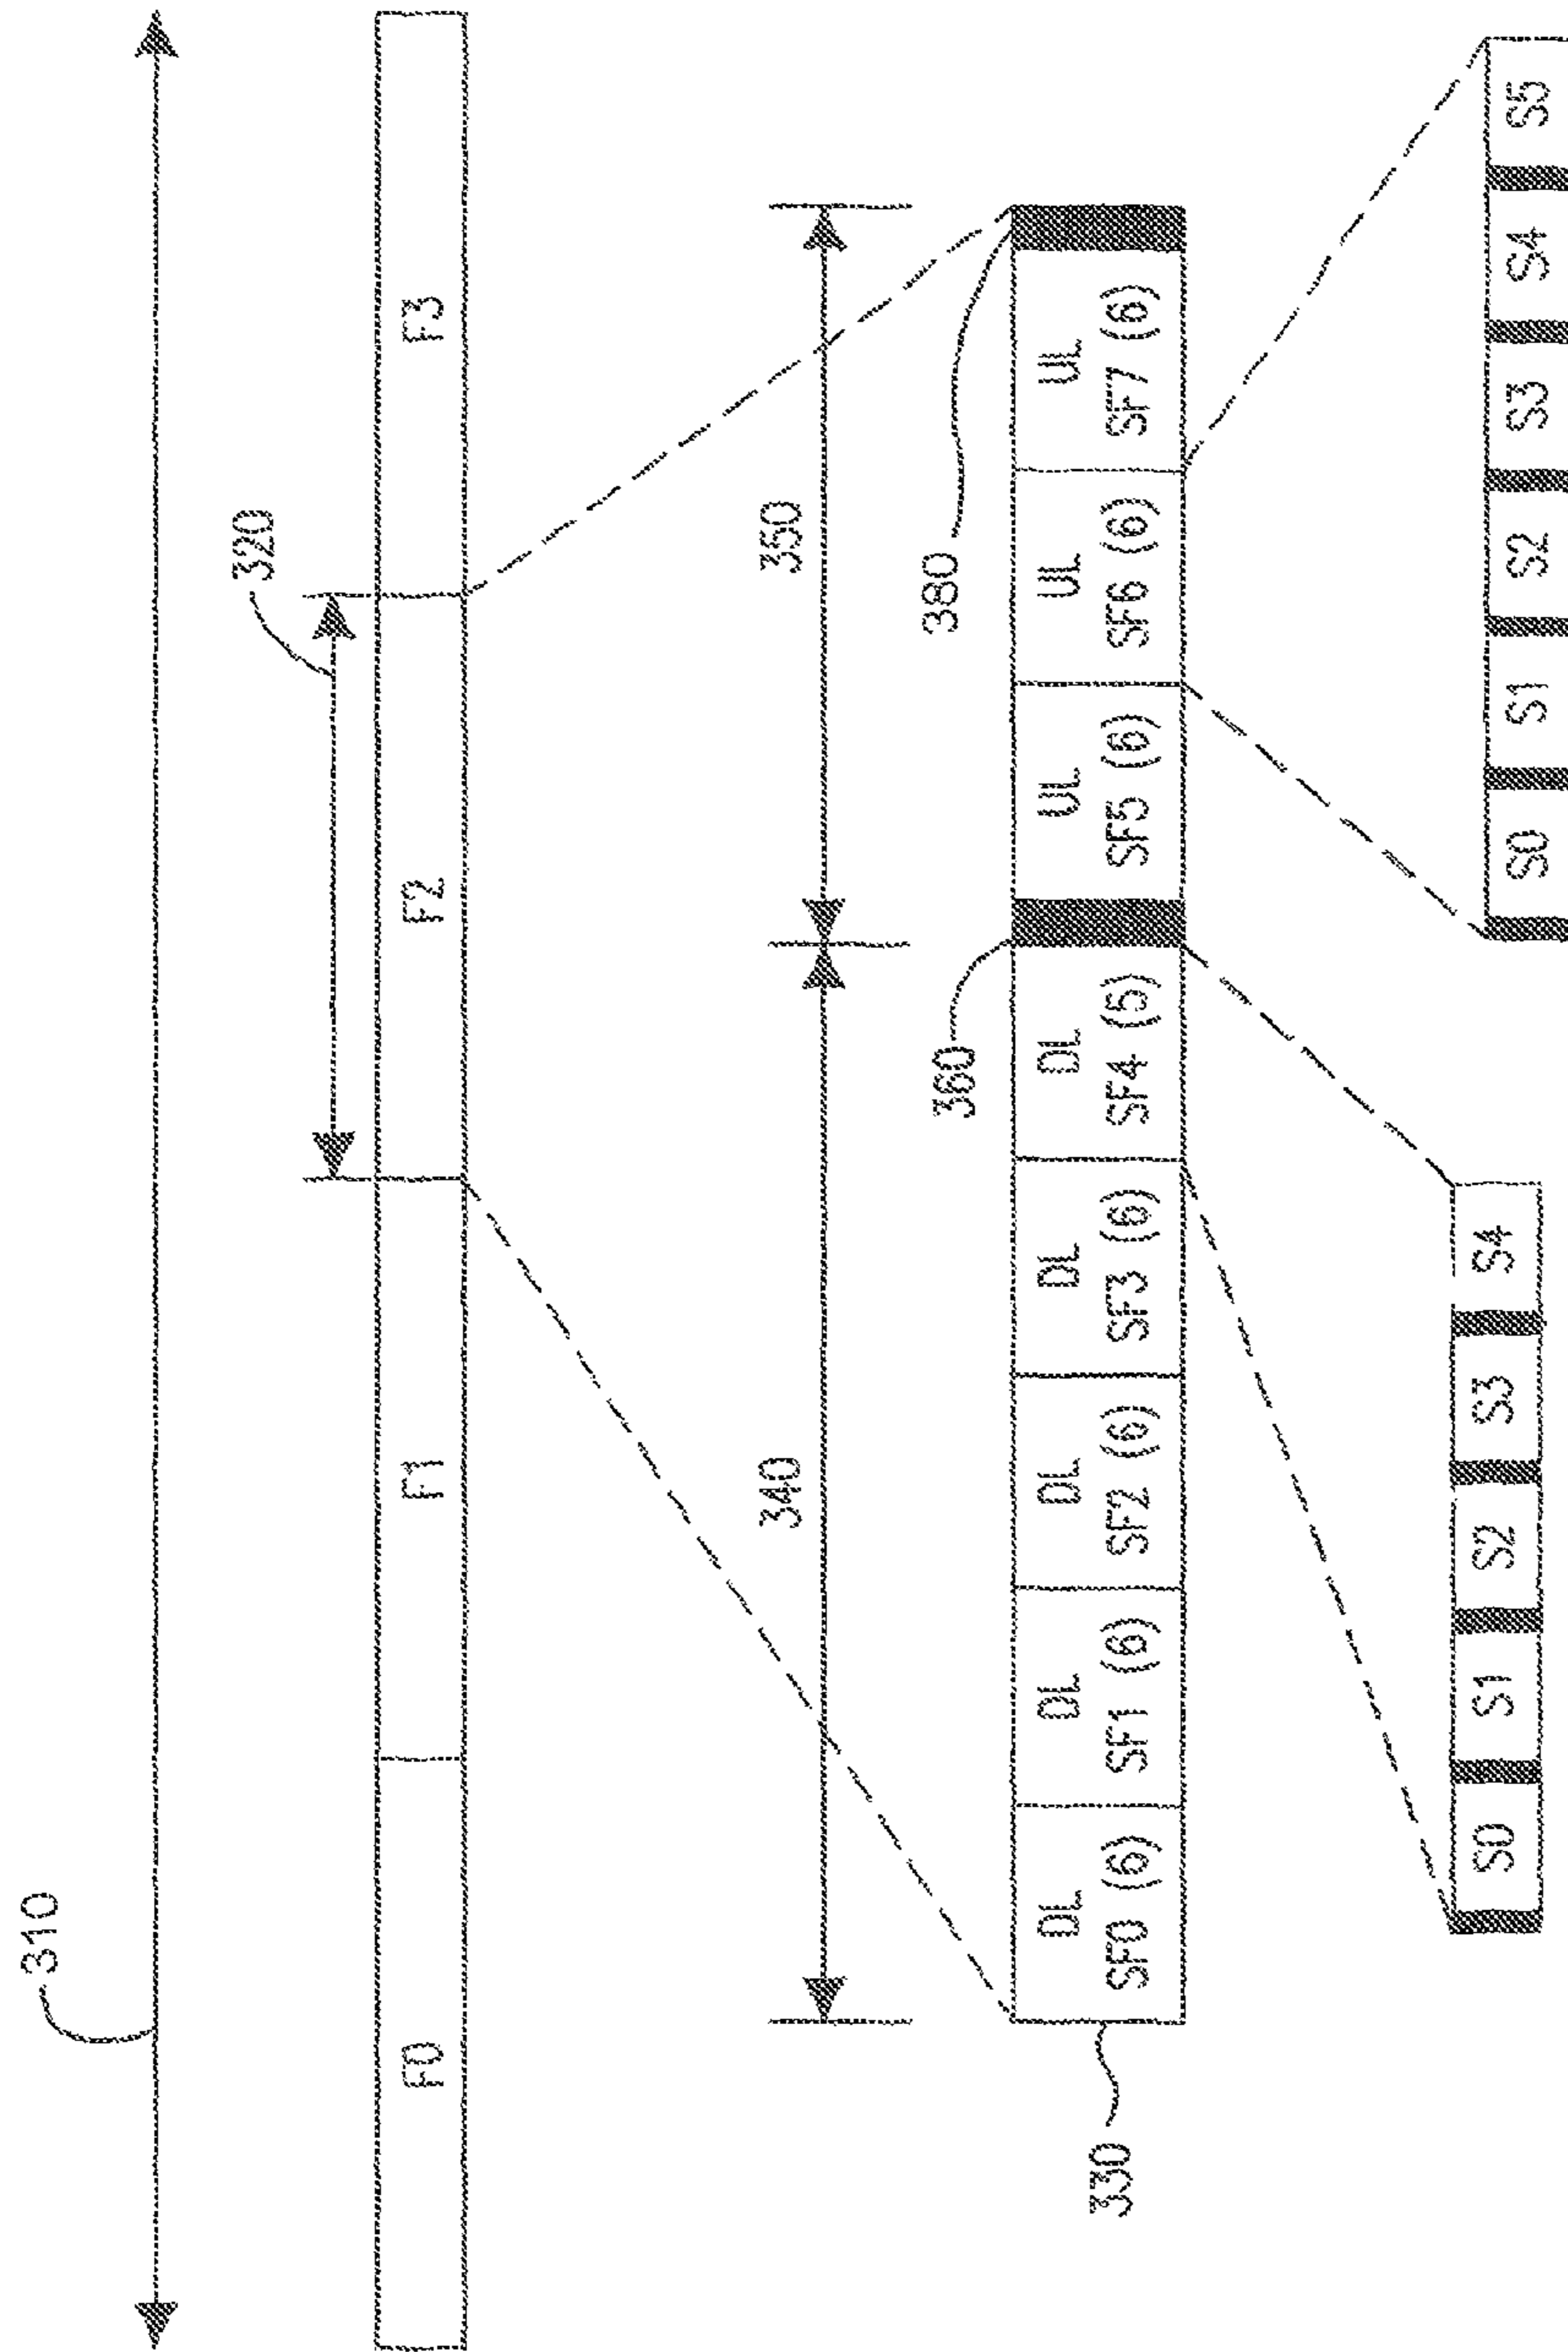 310
F0 F1 F2 F3
320
340 350
330
360
380
DL
SF0 (6)
DL
SF1 (6)
DL
SF2 (6)
DL
SF3 (6)
DL
SF4 (5)
UL
SF5 (6)
UL
SF6 (6)
UL
SF7 (6)
S0 S1 S2 S3 S4
S0 S1 S2 S3 S4 S5